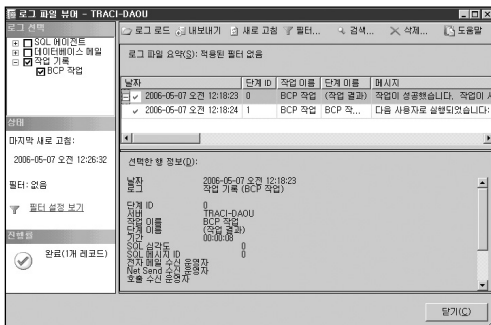 로그 파일 뷰어 - TRACI-DAOU
로그 선택
로그 로드 내보내기 새로 고침 필터... 검색... 삭제... 도움말
SQL 에이전트
데이터베이스 메일
작업 기록
BCP 작업
로그 파일 요약(S): 적용된 필터 없음
날짜 단계 ID 작업 이름 단계 이름 메시지
2006-05-07 오전 12:18:23 0 BCP 작업 (작업 결과) 작업이 성공했습니다. 작업이 시
2006-05-07 오전 12:18:24 1 BCP 작업 BCP 작... 다음 사용자로 실행되었습니다:
상태
마지막 새로 고침:
2006-05-07 오전 12:26:32
필터: 없음
필터 설정 보기
진행률
완료(1개 레코드)
선택한 행 정보(D):
날짜 2006-05-07 오전 12:18:23
로그 작업 기록 (BCP 작업)
단계 ID 0
서버 TRACI-DAOU
작업 이름 BCP 작업
단계 이름 (작업 결과)
기간 00:00:08
SQL 심각도 0
SQL 메시지 ID 0
전자 메일 수신 운영자
Net Send 수신 운영자
호출 수신 운영자
닫기(C)